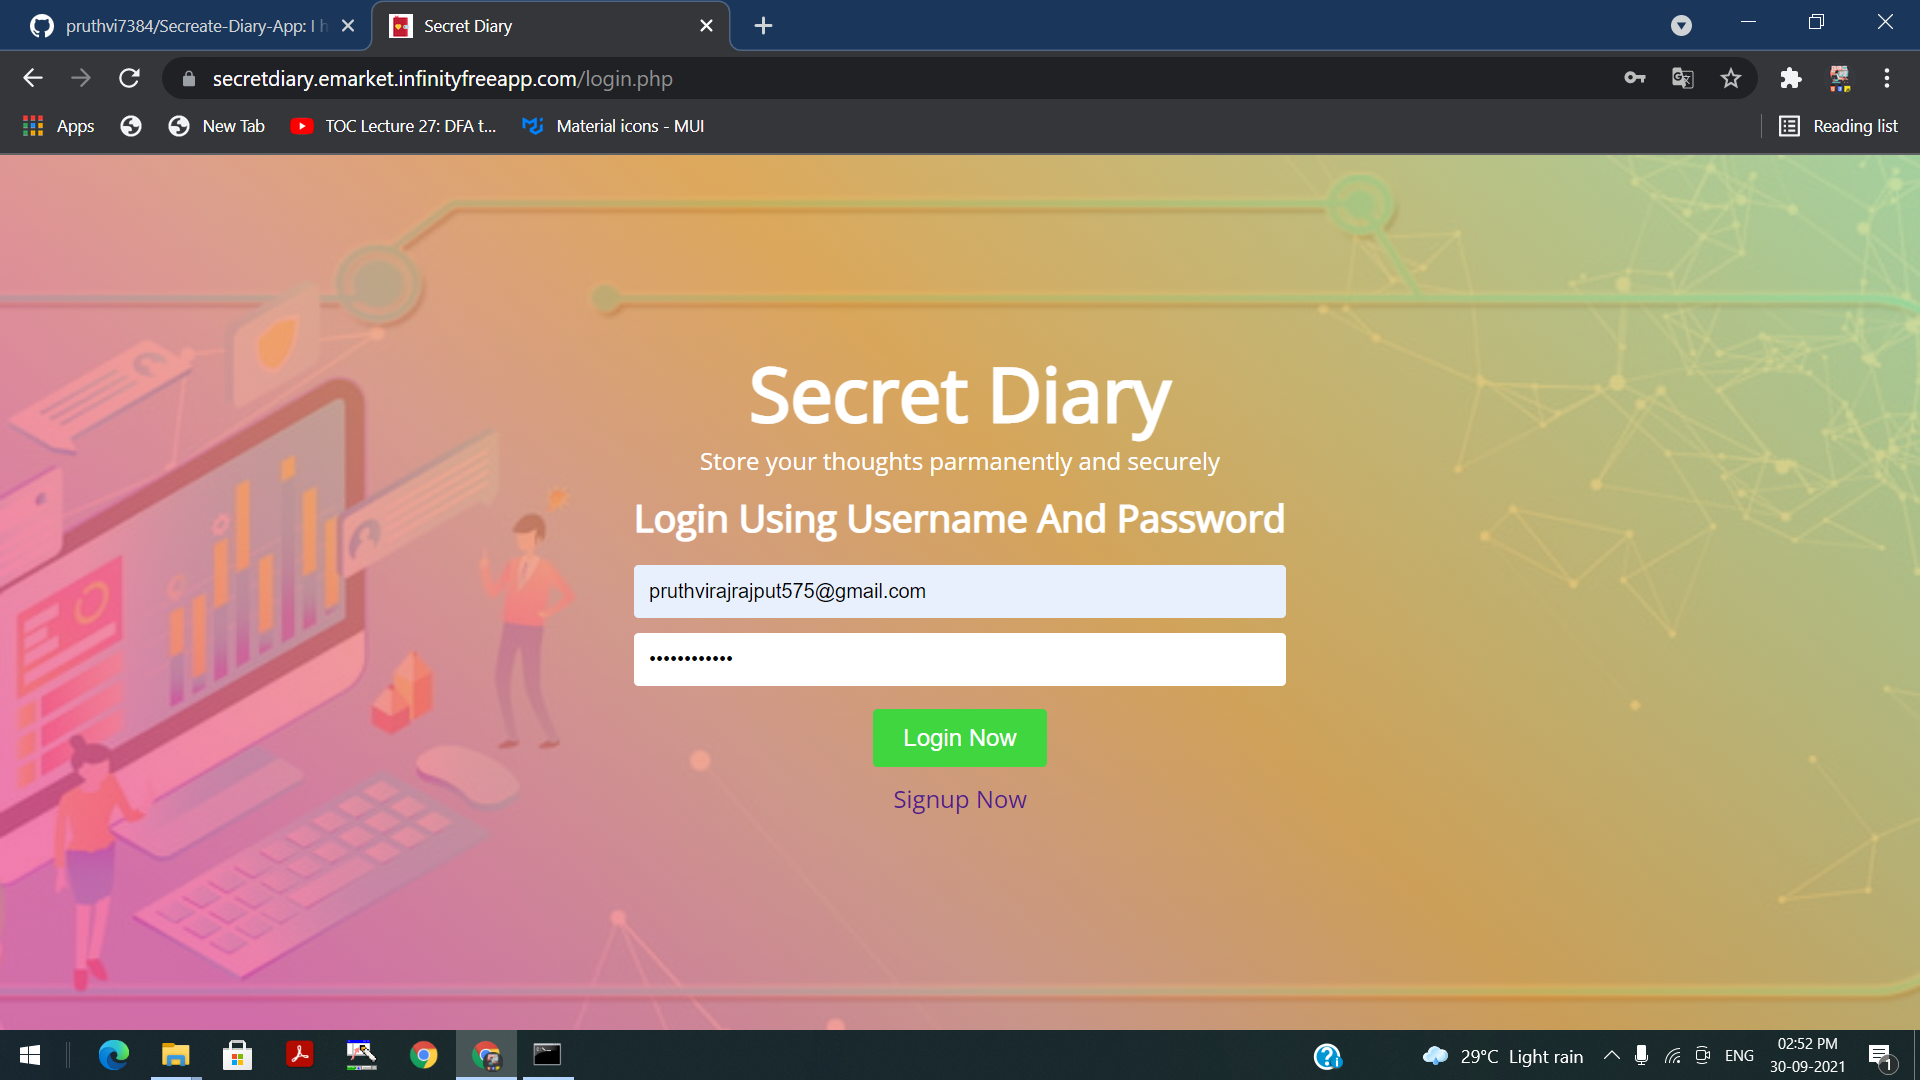 pruthvi7384/Secreate-Diary-App: I h
Secret Diary
secretdiary.emarket.infinityfreeapp.com/login.php
Apps
New Tab
TOC Lecture 27: DFA t...
Material icons - MUI
Reading list
Secret Diary
Store your thoughts parmanently and securely
Login Using Username And Password
pruthvirajrajput575@gmail.com
••••••••••••
Login Now
Signup Now
29°C Light rain
ENG
02:52 PM
30-09-2021
1